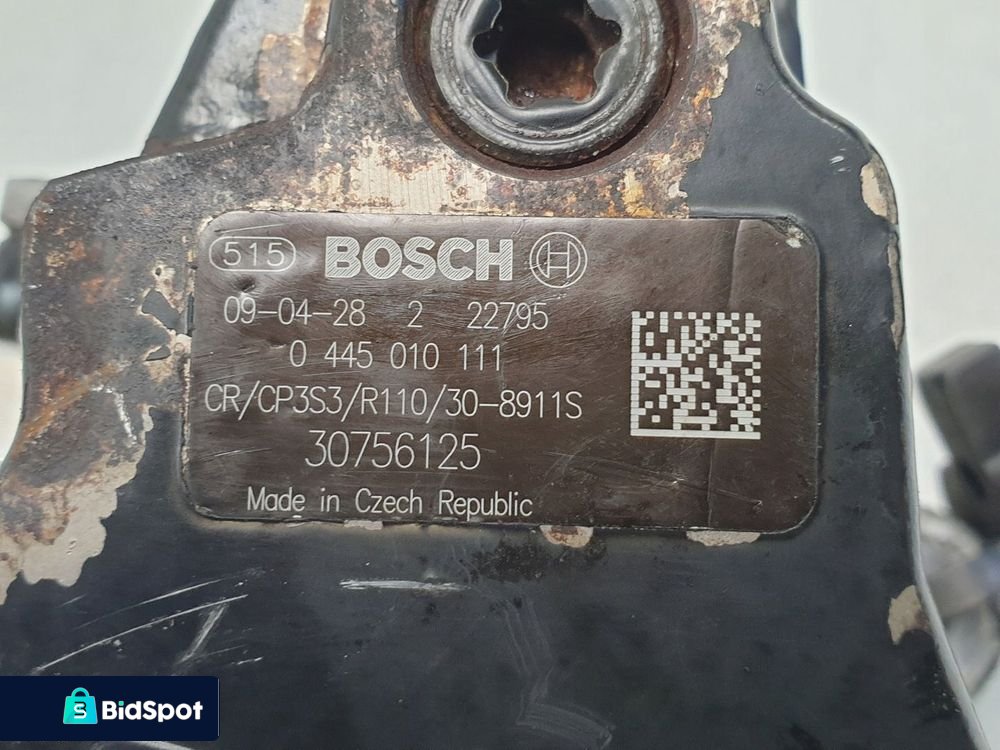 515 BOSCH
09-04-28 2 22795
0 445 010 111
CR/CP3S3/R110/30-8911S
30756125
Made in Czech Republic
S BidSpot